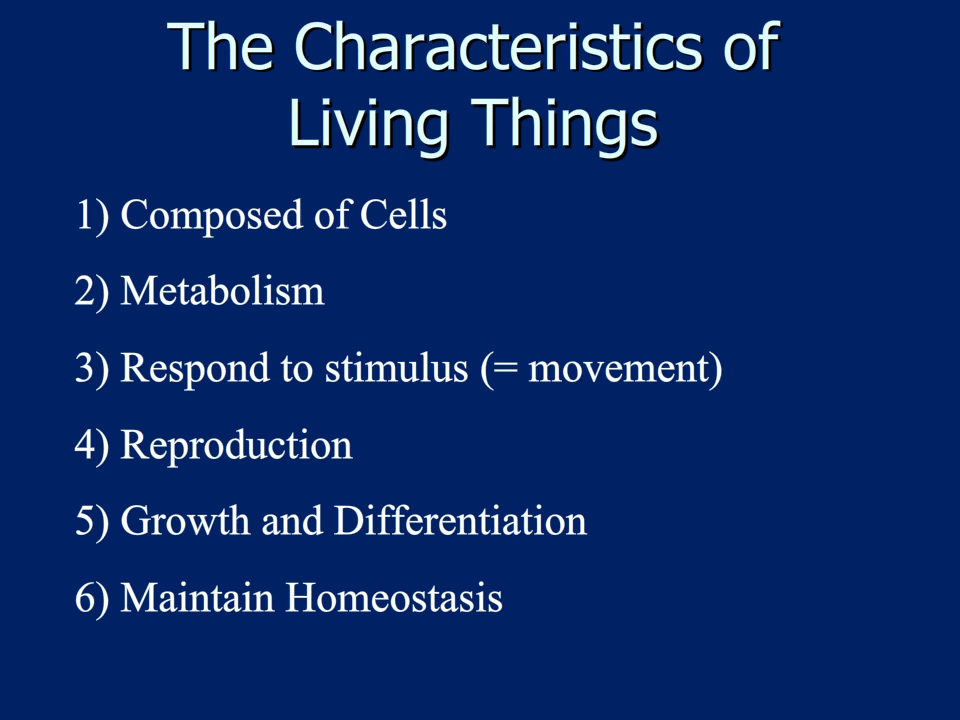 The Characteristics of
Living Things
1) Composed of Cells
2) Metabolism
3) Respond to stimulus (= movement)
4) Reproduction
5) Growth and Differentiation
6) Maintain Homeostasis